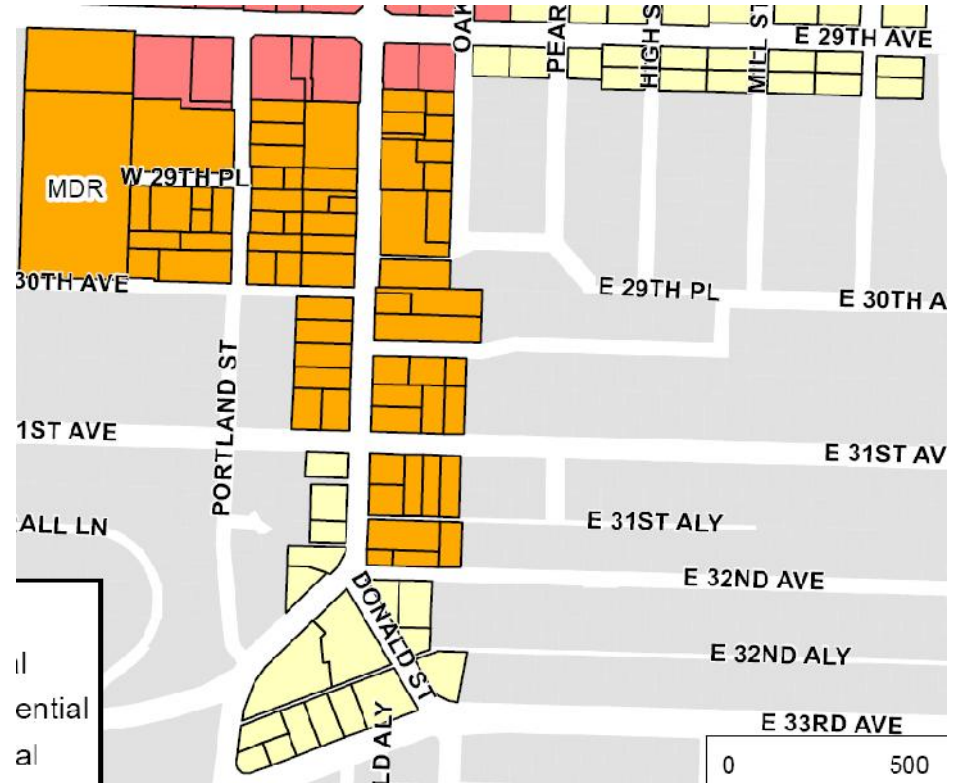 OAK
PEAR
HIGH S
MILL ST
E 29TH AVE
W 29TH PL
MDR
30TH AVE
E 29TH PL
E 30TH A
PORTLAND ST
1ST AVE
E 31ST AV
ALL LN
E 31ST ALY
E 32ND AVE
DONALD ST
E 32ND ALY
al
ential
al
LD ALY
E 33RD AVE
0 500